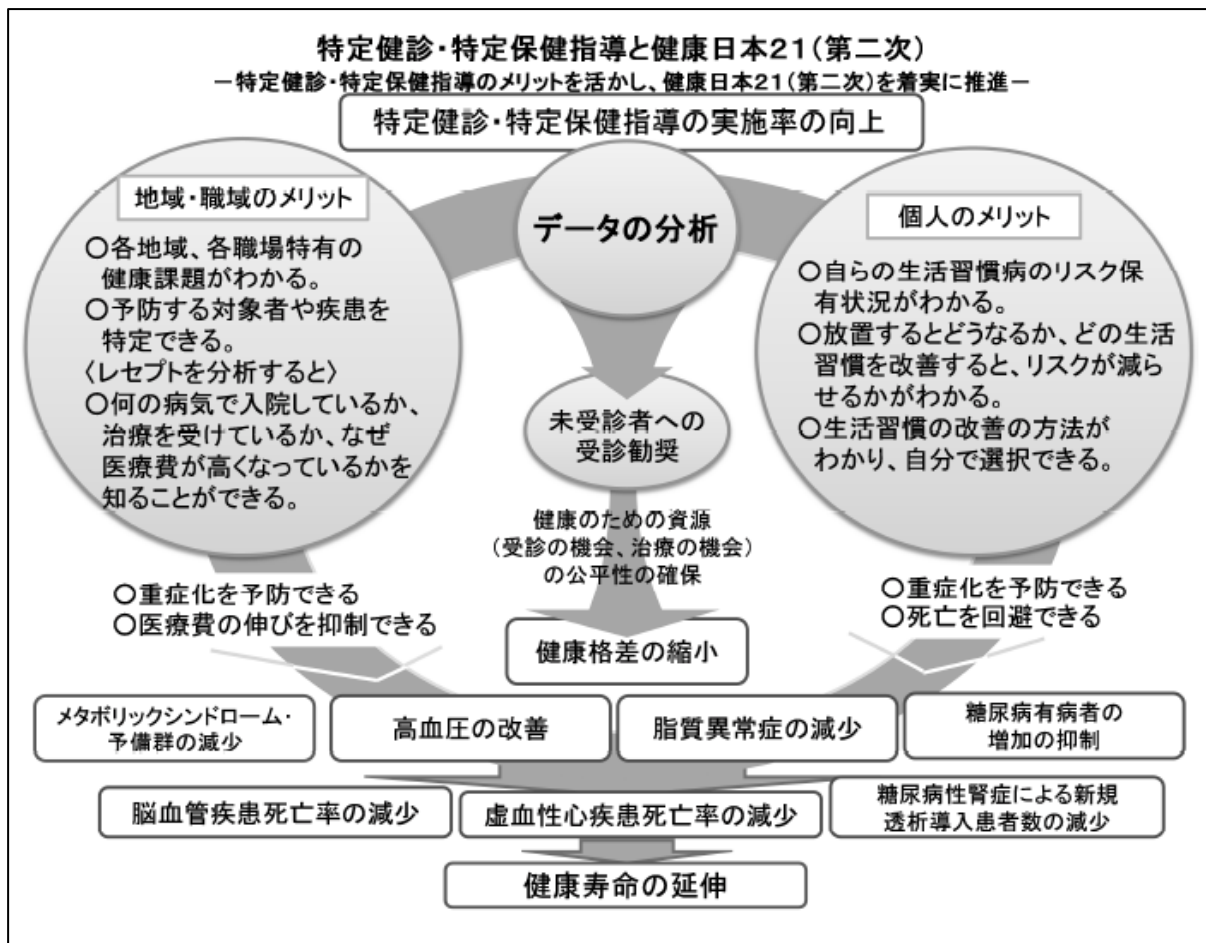 特定健診・特定保健指導と健康日本21(第二次)
－特定健診・特定保健指導のメリットを活かし、健康日本21(第二次)を着実に推進－
特定健診・特定保健指導の実施率の向上
地域・職域のメリット
〇各地域、各職場特有の
健康課題がわかる。
〇予防する対象者や疾患を
特定できる。
〈レセプトを分析すると〉
〇何の病気で入院しているか、
治療を受けているか、なぜ
医療費が高くなっているかを
知ることができる。
データの分析
未受診者への
受診勧奨
健康のための資源
(受診の機会、治療の機会)
の公平性の確保
健康格差の縮小
個人のメリット
〇自らの生活習慣病のリスク保
有状況がわかる。
〇放置するとどうなるか、どの生活
習慣を改善すると、リスクが減ら
せるかがわかる。
〇生活習慣の改善の方法が
わかり、自分で選択できる。
〇重症化を予防できる
〇医療費の伸びを抑制できる
〇重症化を予防できる
〇死亡を回避できる
メタボリックシンドローム・
予備群の減少
高血圧の改善
脂質異常症の減少
糖尿病有病者の
増加の抑制
脳血管疾患死亡率の減少
虚血性心疾患死亡率の減少
糖尿病性腎症による新規
透析導入患者数の減少
健康寿命の延伸